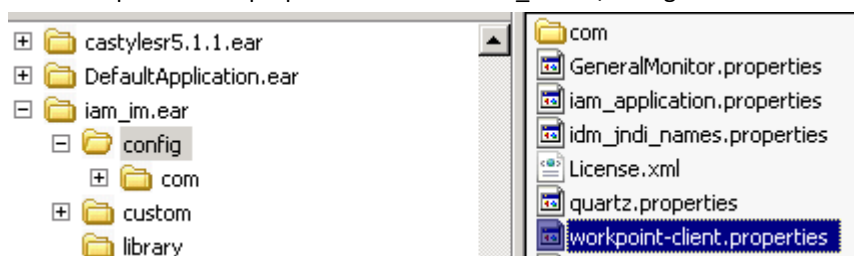 castylesr5.1.1.ear
DefaultApplication.ear
iam_im.ear
config
com
custom
library
com
GeneralMonitor.properties
iam_application.properties
idm_jndi_names.properties
License.xml
quartz.properties
workpoint-client.properties